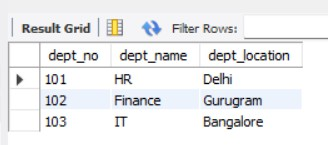 Result Grid Filter Rows:
dept_no dept_name dept_location
101 HR Delhi
102 Finance Gurugram
103 IT Bangalore